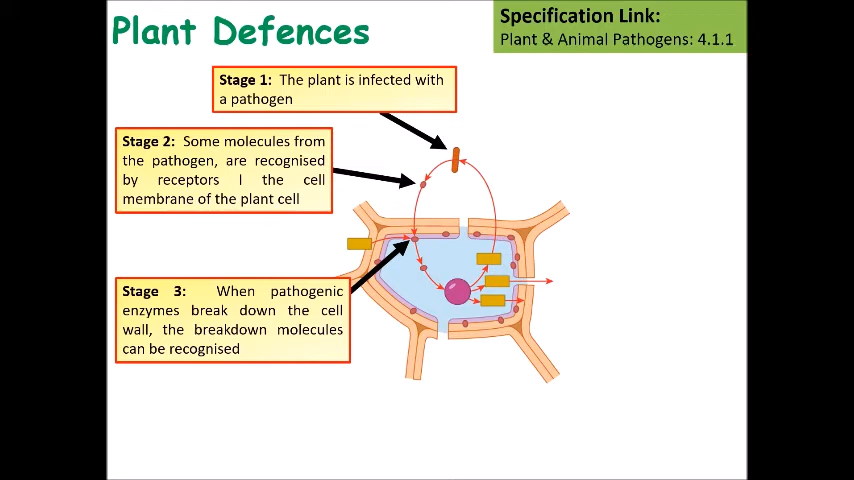 Plant Defences
Specification Link:
Plant & Animal Pathogens: 4.1.1
Stage 1: The plant is infected with
a pathogen
Stage 2: Some molecules from
the pathogen, are recognised
by receptors I the cell
membrane of the plant cell
Stage 3: When pathogenic
enzymes break down the cell
wall, the breakdown molecules
can be recognised